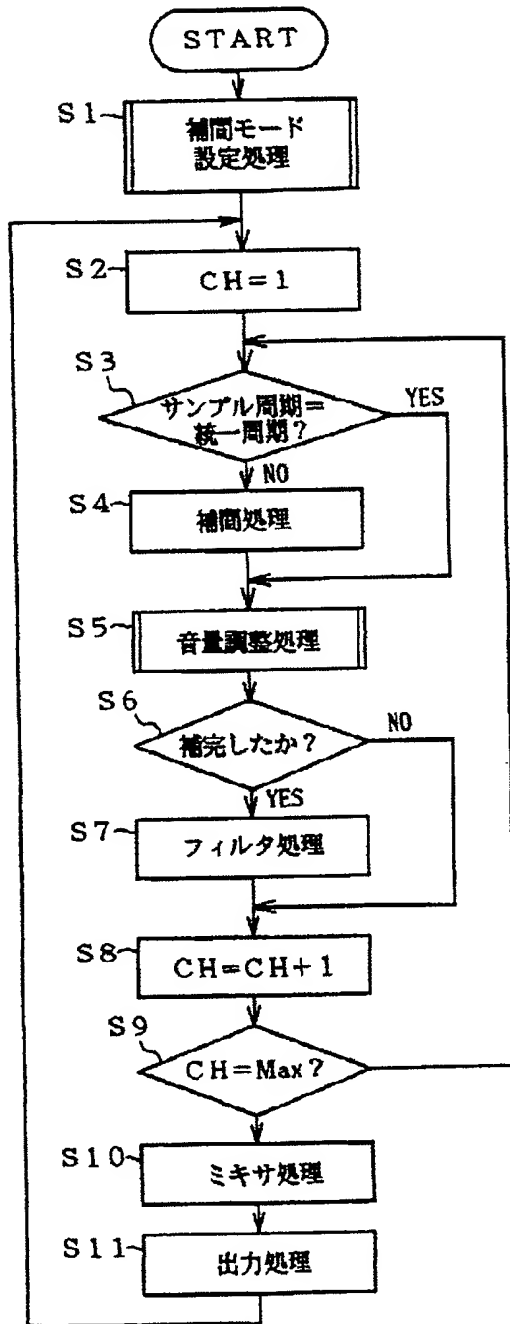 START
S1
補間モード
設定処理
S2
CH=1
S3
サンプル周期=
統一周期?
YES
NO
S4
補間処理
S5
音量調整処理
S6
補完したか?
NO
YES
S7
フィルタ処理
S8
CH=CH+1
S9
CH=Max?
S10
ミキサ処理
S11
出力処理